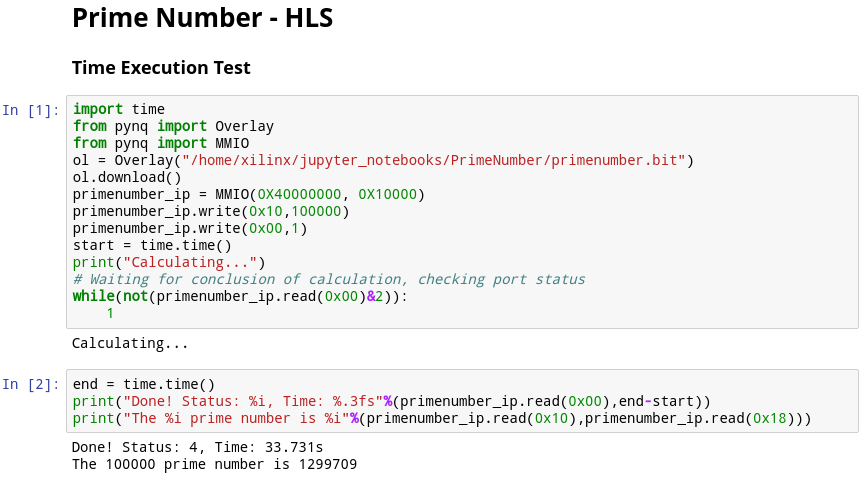 Prime Number - HLS
Time Execution Test
In [1]:
import time
from pynq import Overlay
from pynq import MMIO
ol = Overlay("/home/xilinx/jupyter_notebooks/PrimeNumber/primenumber.bit")
ol.download()
primenumber_ip = MMIO(0X40000000, 0X10000)
primenumber_ip.write(0x10,100000)
primenumber_ip.write(0x00,1)
start = time.time()
print("Calculating...")
# Waiting for conclusion of calculation, checking port status
while(not(primenumber_ip.read(0x00)&2)):
    1
Calculating...
In [2]:
end = time.time()
print("Done! Status: %i, Time: %.3fs"%(primenumber_ip.read(0x00),end-start))
print("The %i prime number is %i"%(primenumber_ip.read(0x10),primenumber_ip.read(0x18)))
Done! Status: 4, Time: 33.731s
The 100000 prime number is 1299709